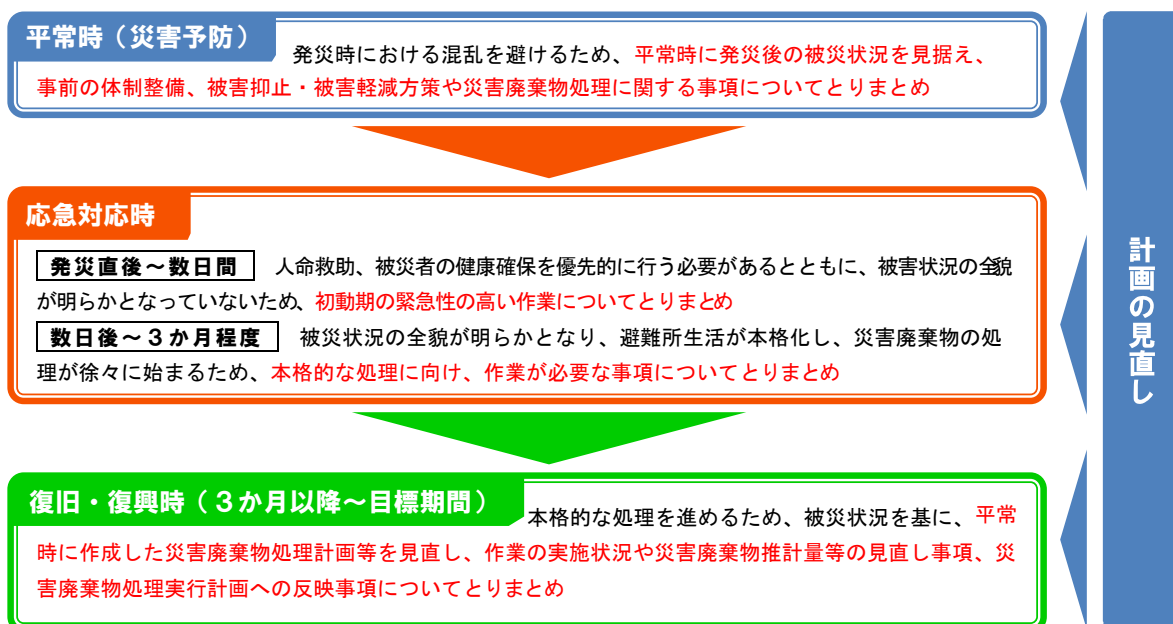 平常時（災害予防）
発災時における混乱を避けるため、平常時に発災後の被災状況を見据え、
事前の体制整備、被害抑止・被害軽減方策や災害廃棄物処理に関する事項についてとりまとめ
応急対応時
発災直後～数日間　人命救助、被災者の健康確保を優先的に行う必要があるとともに、被害状況の全貌
が明らかとなっていないため、初動期の緊急性の高い作業についてとりまとめ
数日後～３か月程度　被災状況の全貌が明らかとなり、避難所生活が本格化し、災害廃棄物の処
理が徐々に始まるため、本格的な処理に向け、作業が必要な事項についてとりまとめ
復旧・復興時（３か月以降～目標期間）
本格的な処理を進めるため、被災状況を基に、平常
時に作成した災害廃棄物処理計画等を見直し、作業の実施状況や災害廃棄物推計量等の見直し事項、災
害廃棄物処理実行計画への反映事項についてとりまとめ
計画の見直し